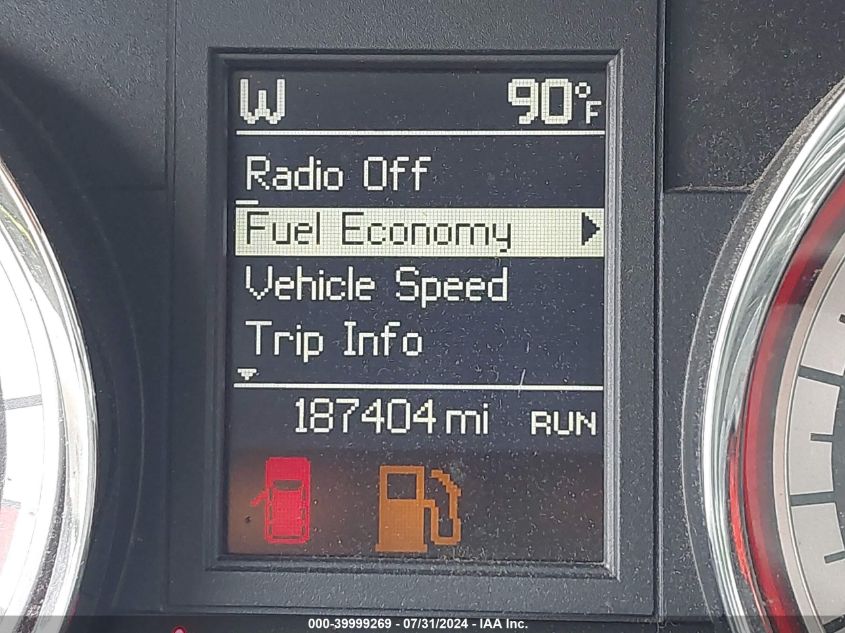 W 90°F
Radio Off
Fuel Economy
Vehicle Speed
Trip Info
187404 mi RUN
000-39999269 - 07/31/2024 - IAA Inc.